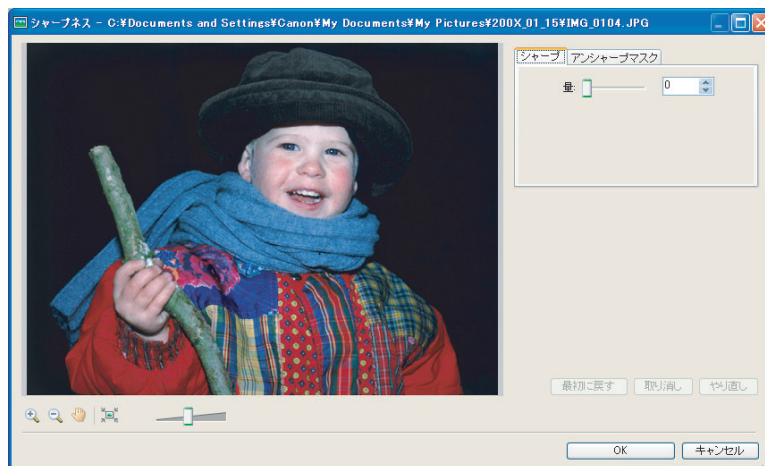 シャープネス - C:¥Documents and Settings¥Canon¥My Documents¥My Pictures¥200X_01_15¥IMG_0104.JPG
シャープ アンシャープマスク
量: 0
最初に戻す 取り消し やり直し
OK キャンセル